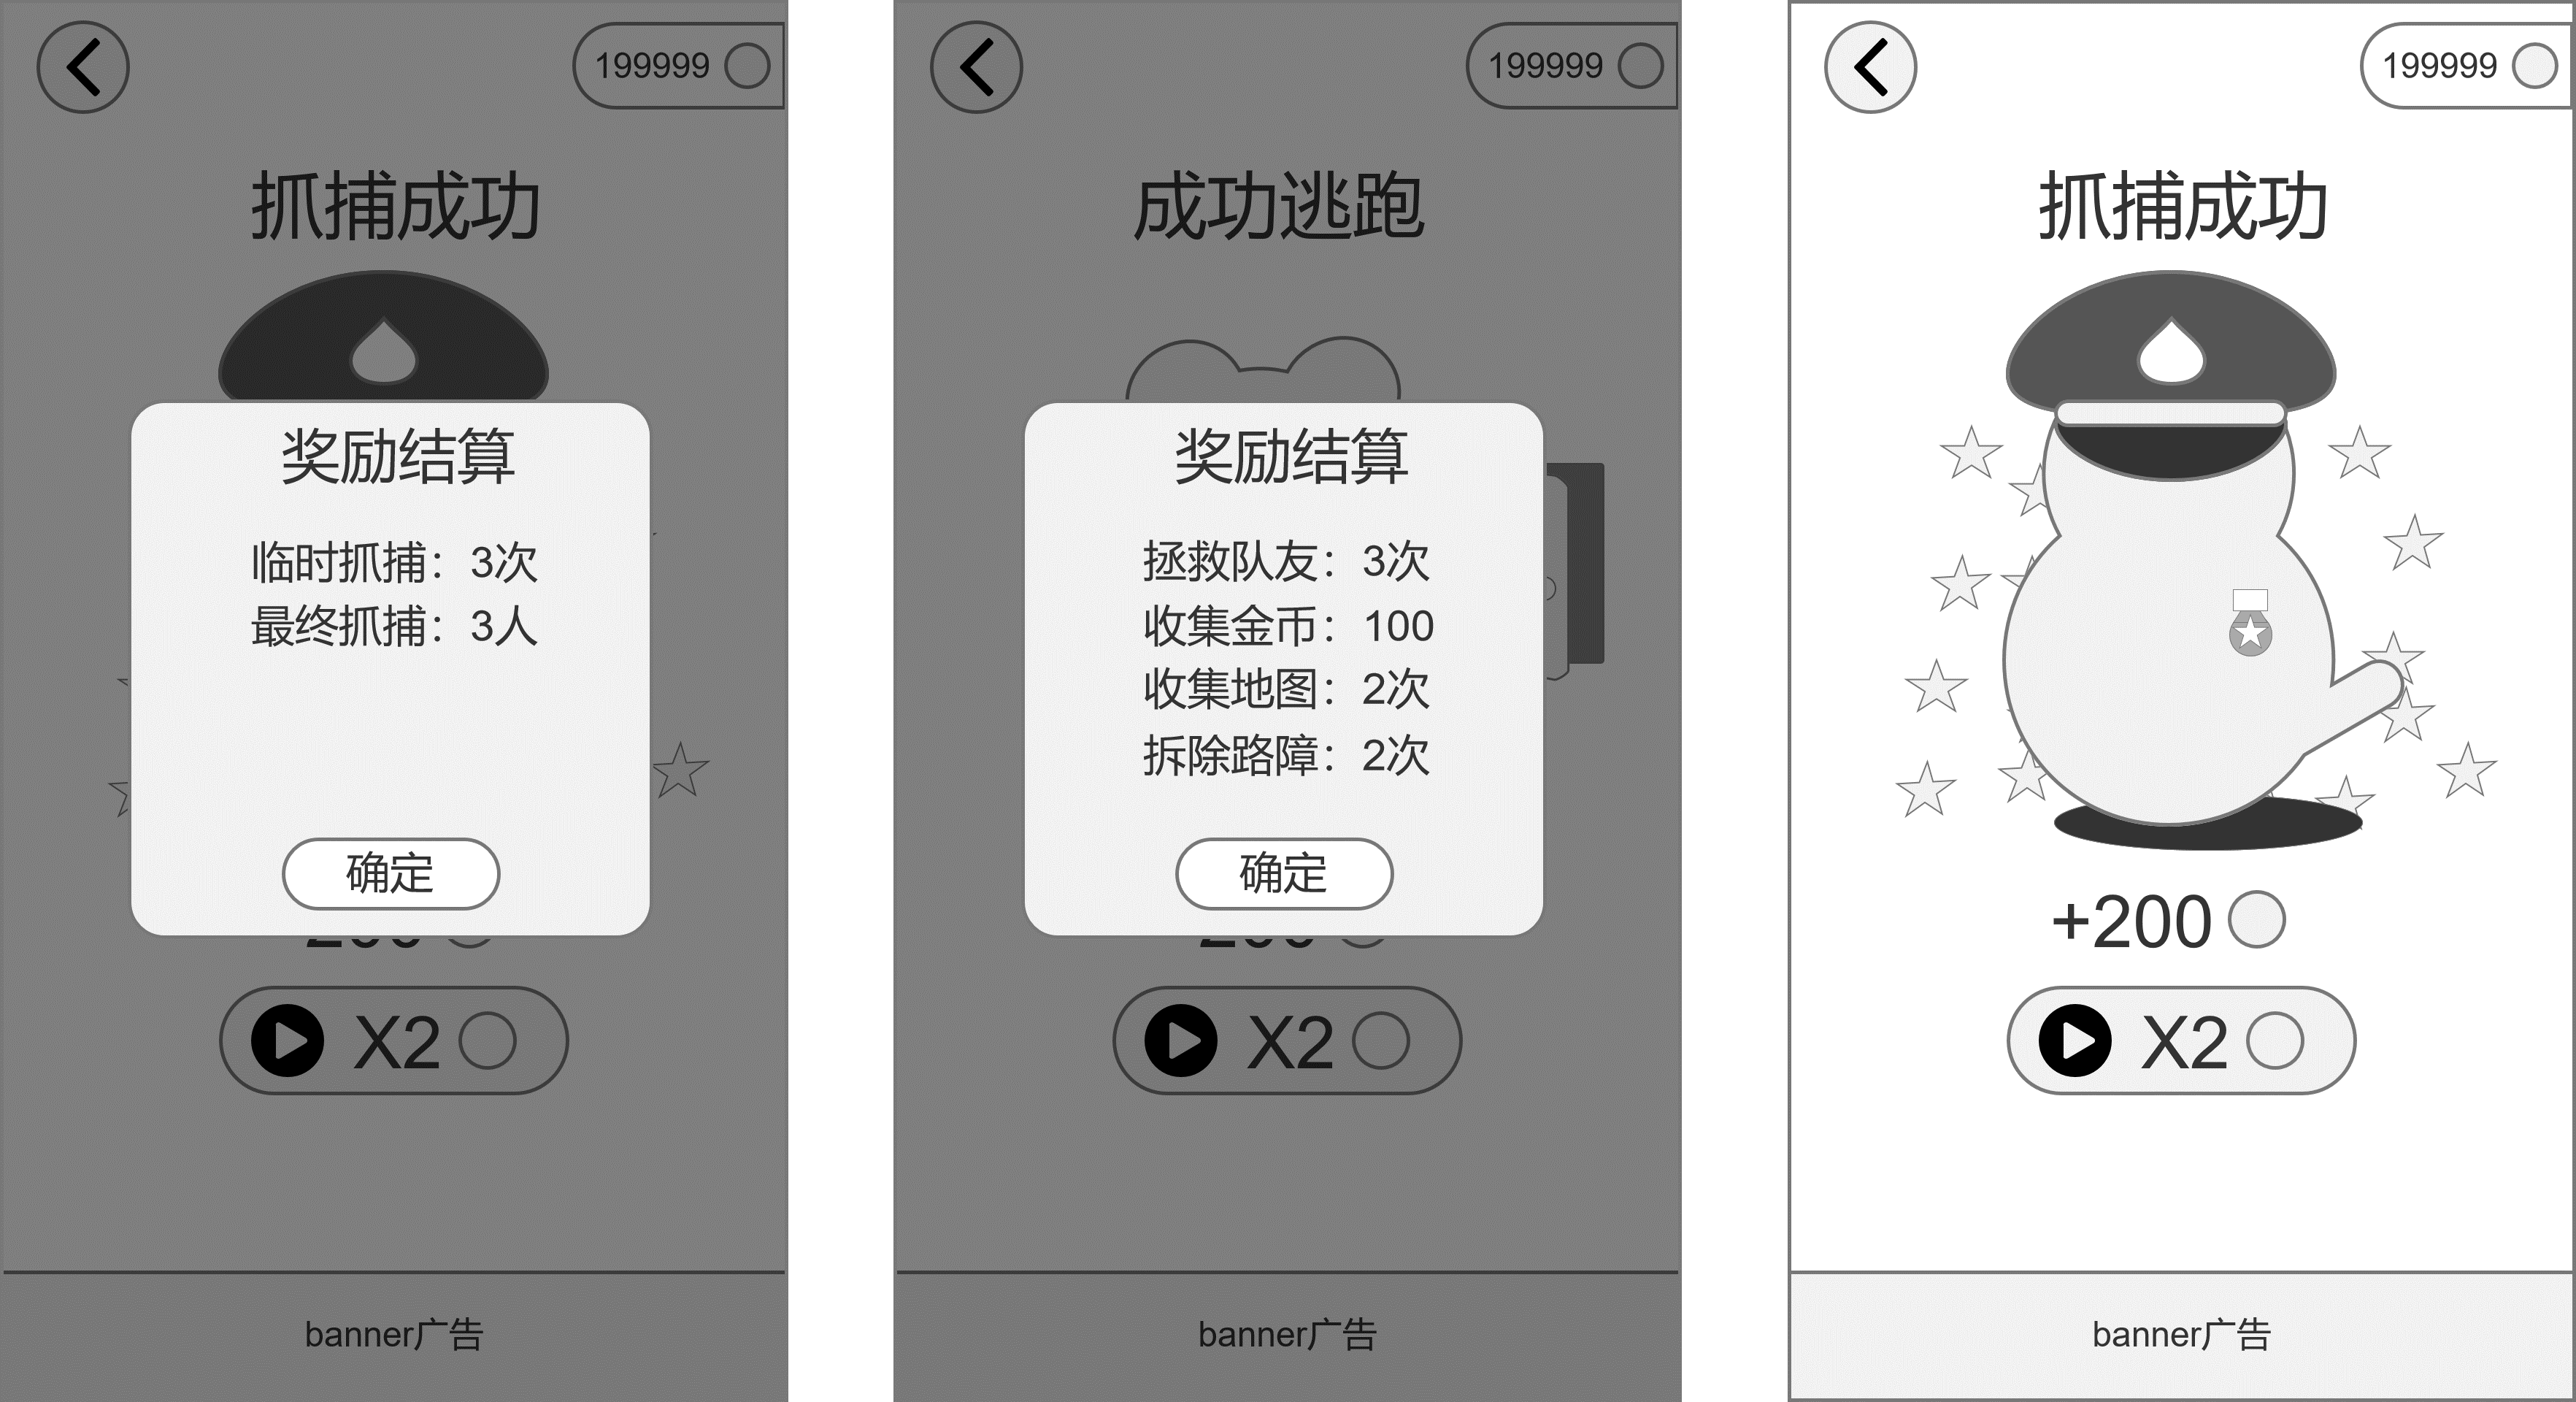 199999
抓捕成功
奖励结算
临时抓捕：3次
最终抓捕：3人
确定
X2
banner广告
199999
成功逃跑
奖励结算
拯救队友：3次
收集金币：100
收集地图：2次
拆除路障：2次
确定
X2
banner广告
199999
抓捕成功
+200
X2
banner广告